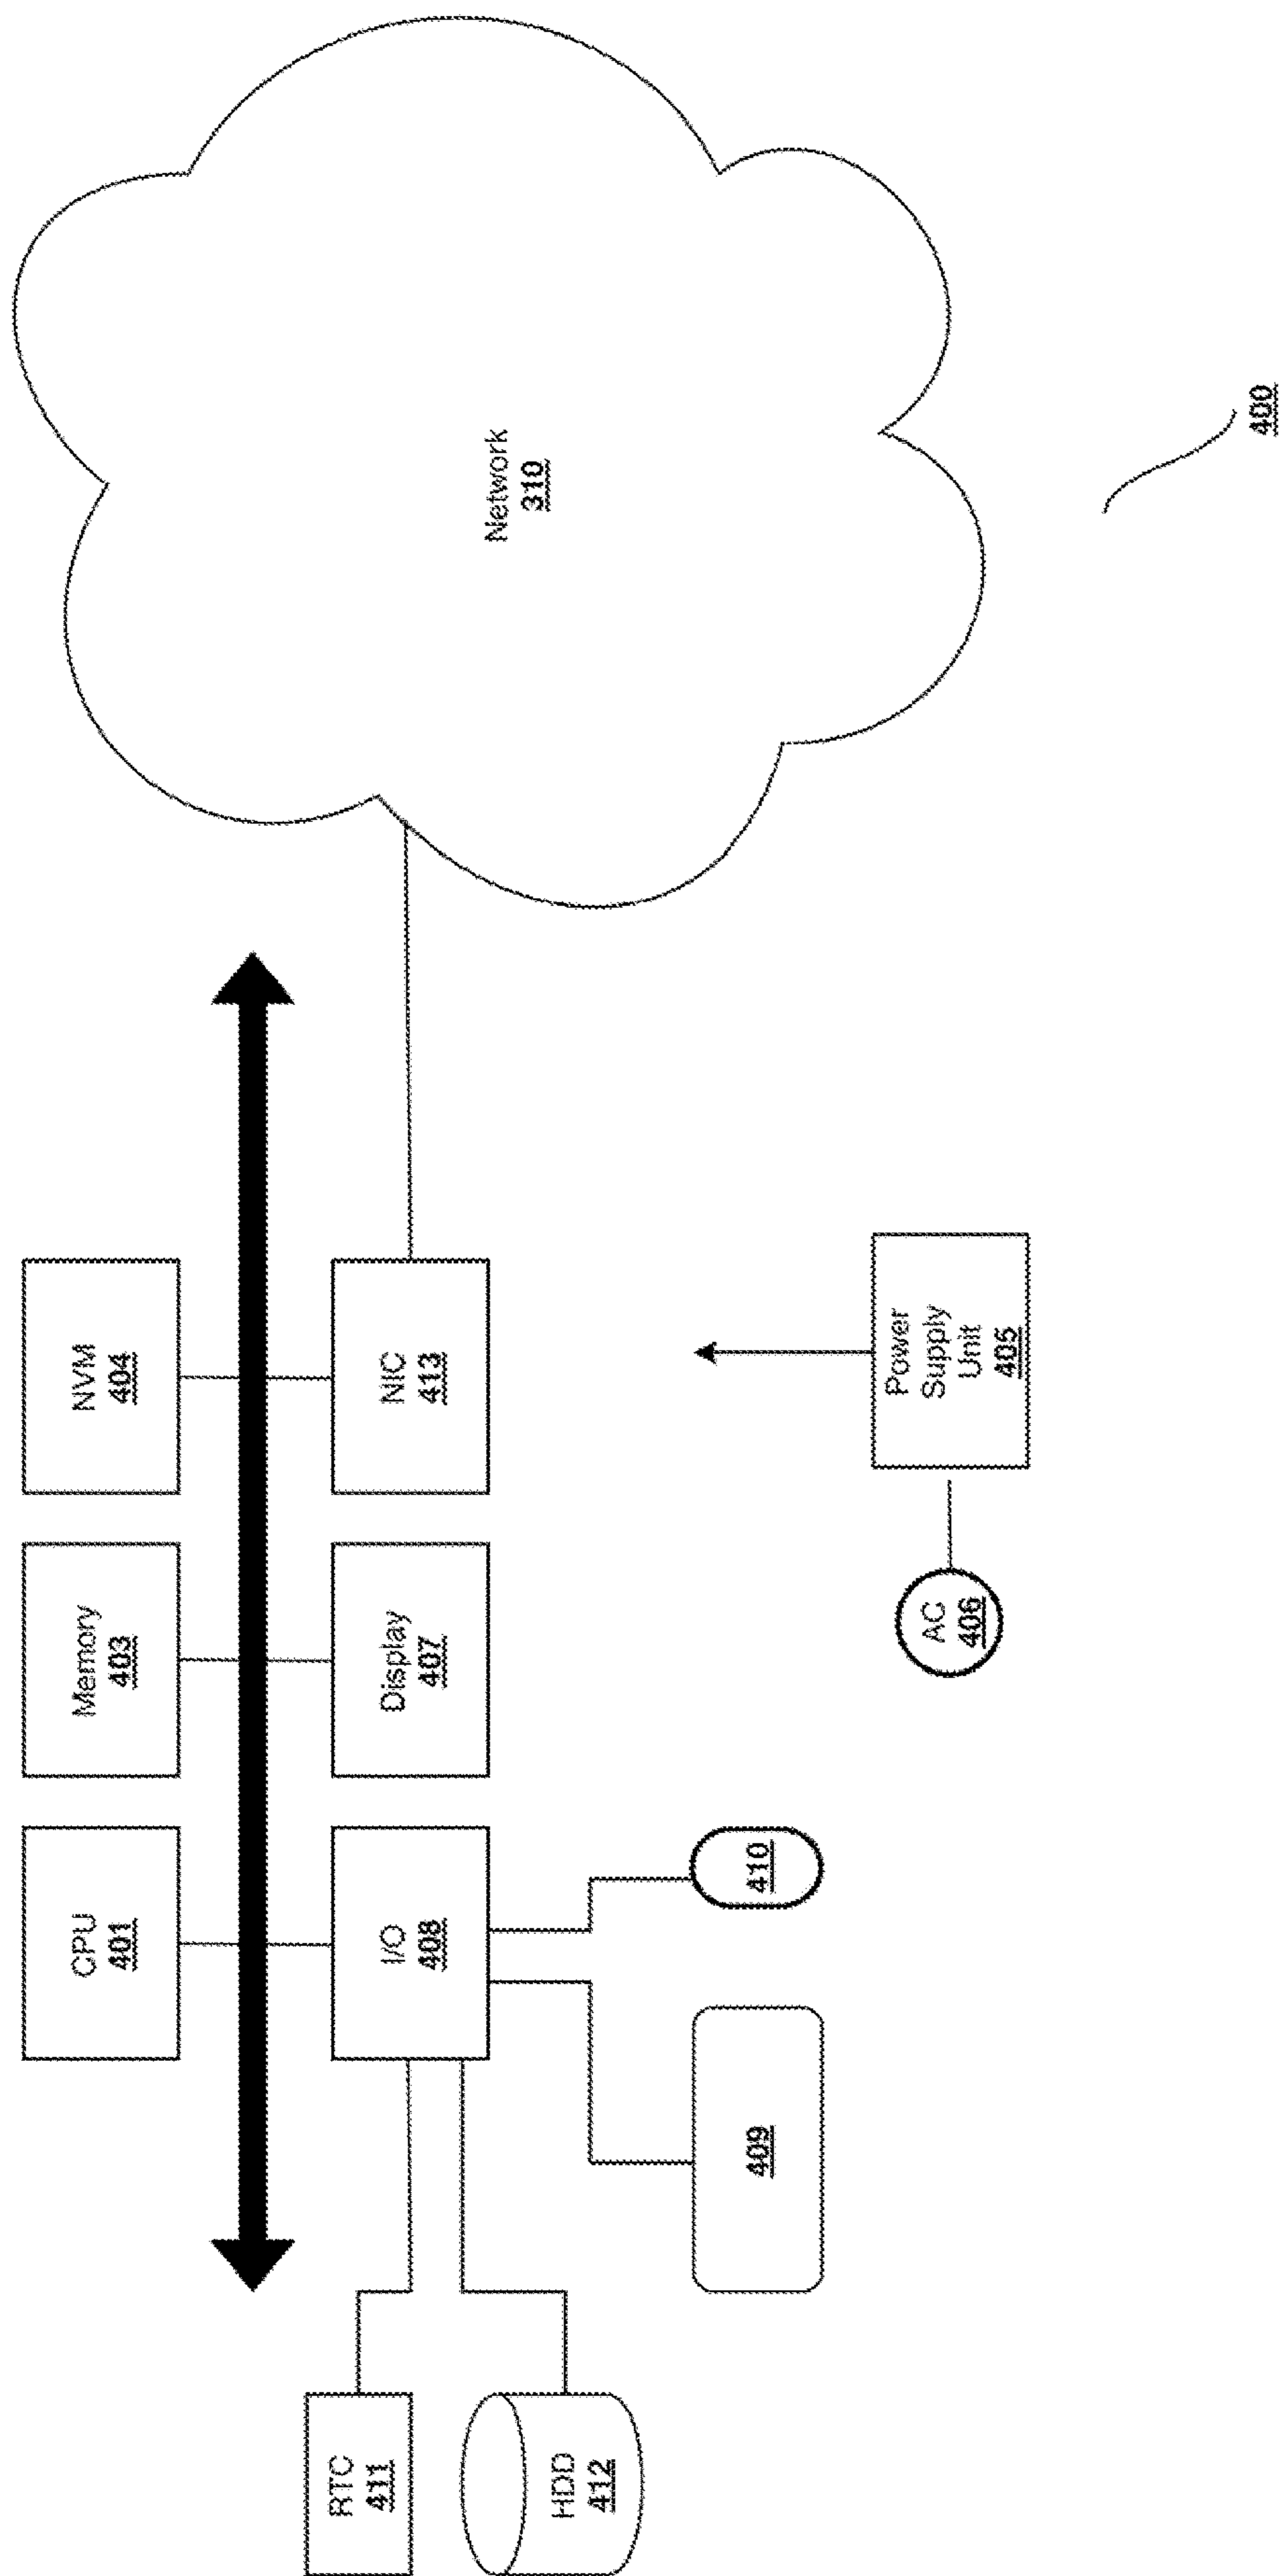 CPU
401
Memory
403
NVM
404
RTC
411
I/O
408
Display
407
NIC
413
Network
310
HDD
412
409
410
AC
406
Power
Supply
Unit
405
400